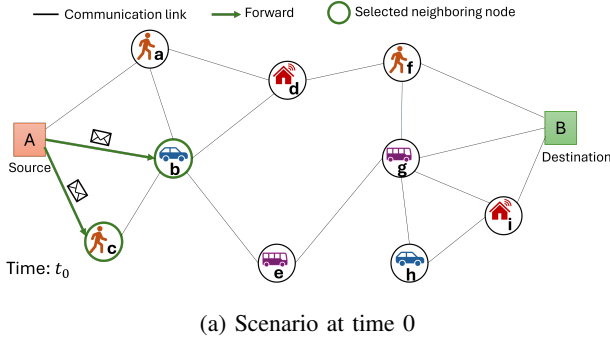 Communication link
Forward
Selected neighboring node
a
d
f
A
Source
b
B
Destination
g
c
i
Time: t₀
e
h
(a) Scenario at time 0